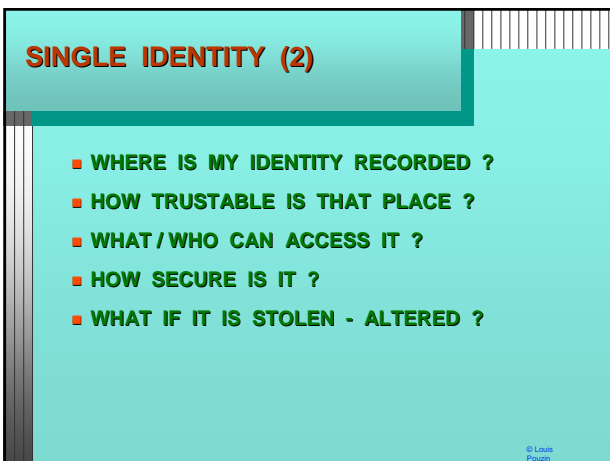 SINGLE IDENTITY (2)
WHERE IS MY IDENTITY RECORDED ?
HOW TRUSTABLE IS THAT PLACE ?
WHAT / WHO CAN ACCESS IT ?
HOW SECURE IS IT ?
WHAT IF IT IS STOLEN - ALTERED ?
© Louis
Pouzin